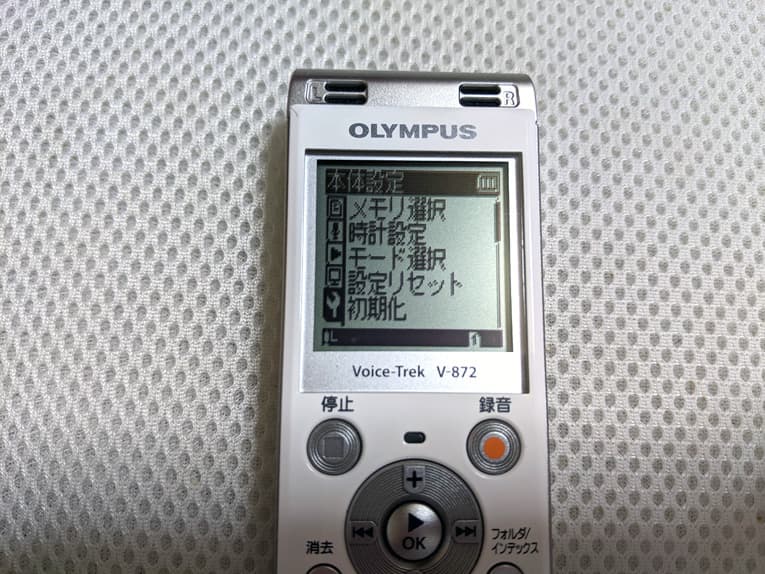 L
R
OLYMPUS
本体設定
メモリ選択
時計設定
モード選択
設定リセット
初期化
Voice-Trek V-872
停止
録音
+
OK
消去
フォルダ/
インデックス